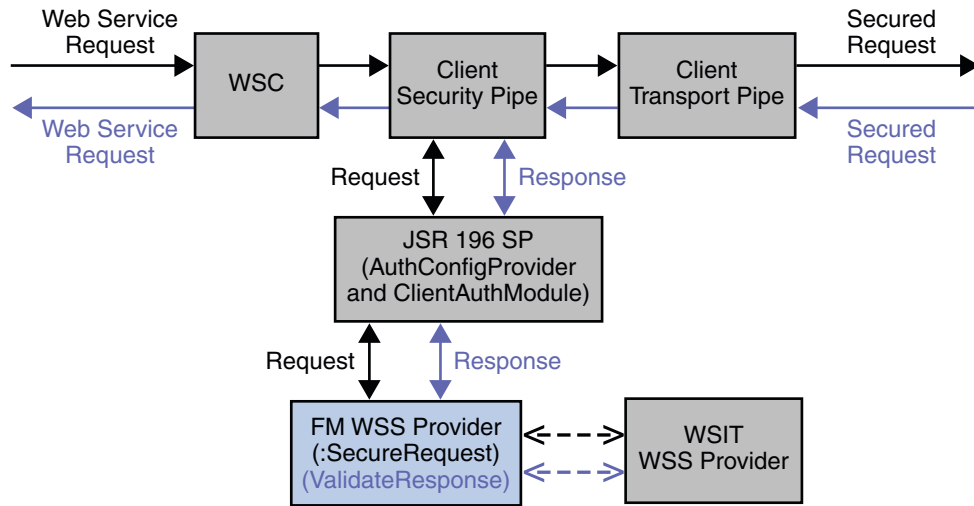 Web Service
Request
Secured
Request
WSC
Client
Security Pipe
Client
Transport Pipe
Web Service
Request
Secured
Request
Request
Response
JSR 196 SP
(AuthConfigProvider
and ClientAuthModule)
Request
Response
FM WSS Provider
(:SecureRequest)
(ValidateResponse)
WSIT
WSS Provider